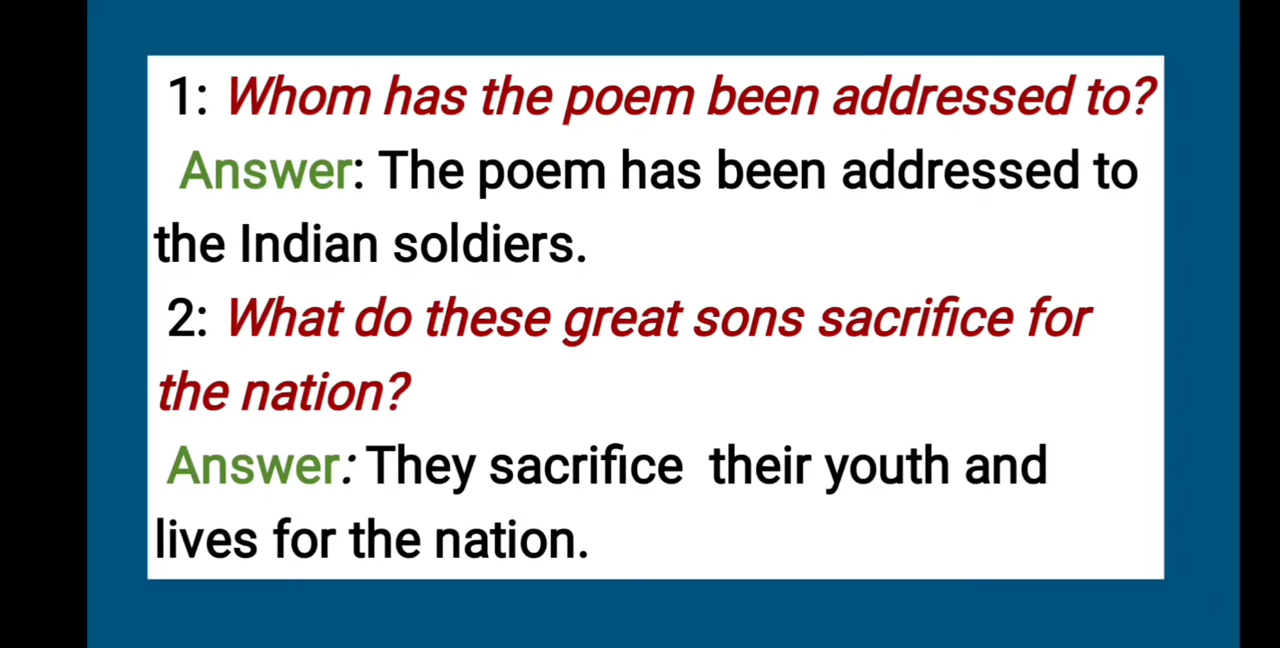 1: Whom has the poem been addressed to?
Answer: The poem has been addressed to
the Indian soldiers.
2: What do these great sons sacrifice for
the nation?
Answer: They sacrifice  their youth and
lives for the nation.